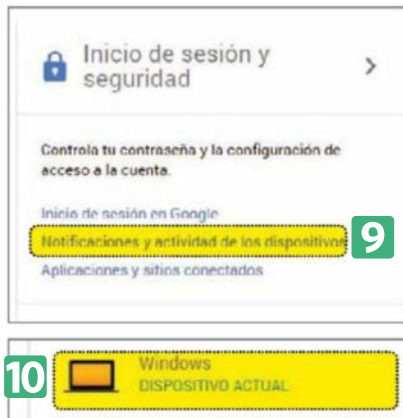 Inicio de sesión y
seguridad
Controla tu contraseña y la configuración de
acceso a la cuenta.
Inicio de sesión en Google
Notificaciones y actividad de los dispositivos
9
Aplicaciones y sitios conectados
10
Windows
DISPOSITIVO ACTUAL